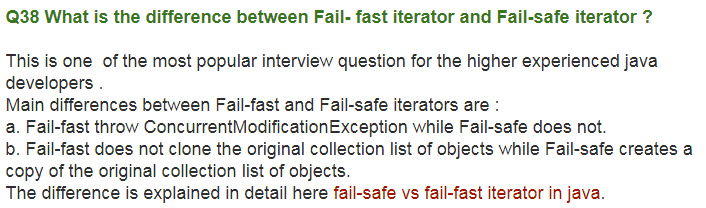 Q38 What is the difference between Fail- fast iterator and Fail-safe iterator ?
This is one  of the most popular interview question for the higher experienced java
developers .
Main differences between Fail-fast and Fail-safe iterators are :
a. Fail-fast throw ConcurrentModificationException while Fail-safe does not.
b. Fail-fast does not clone the original collection list of objects while Fail-safe creates a
copy of the original collection list of objects.
The difference is explained in detail here fail-safe vs fail-fast iterator in java.